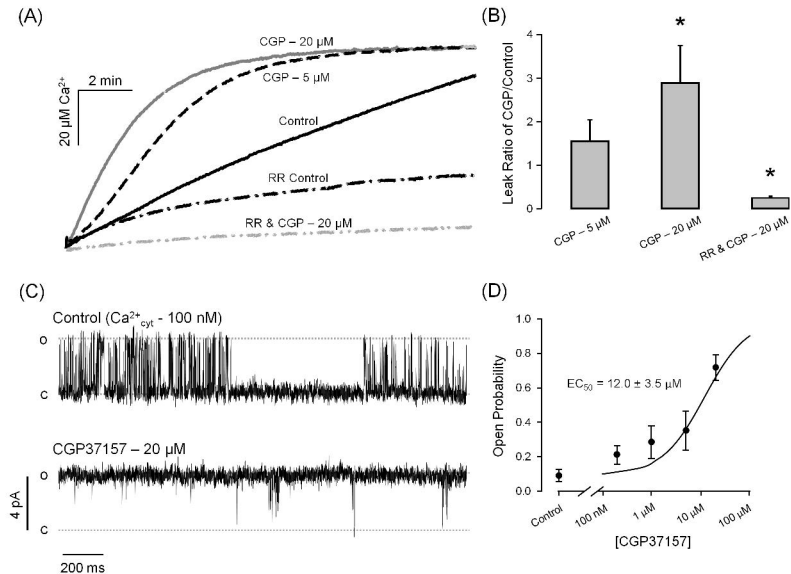 (A)
CGP – 20 µM
CGP – 5 µM
2 min
20 µM Ca²⁺
Control
RR Control
RR & CGP – 20 µM
(B)
Leak Ratio of CGP/Control
4
3
2
1
0
*
*
CGP – 5 µM
CGP – 20 µM
RR & CGP – 20 µM
(C)
Control (Ca²⁺cyt - 100 nM)
O
C
CGP37157 – 20 µM
O
C
4 pA
200 ms
(D)
Open Probability
1.0
0.8
0.6
0.4
0.2
0.0
EC₅₀ = 12.0 ± 3.5 µM
Control
100 nM
1 µM
10 µM
100 µM
[CGP37157]